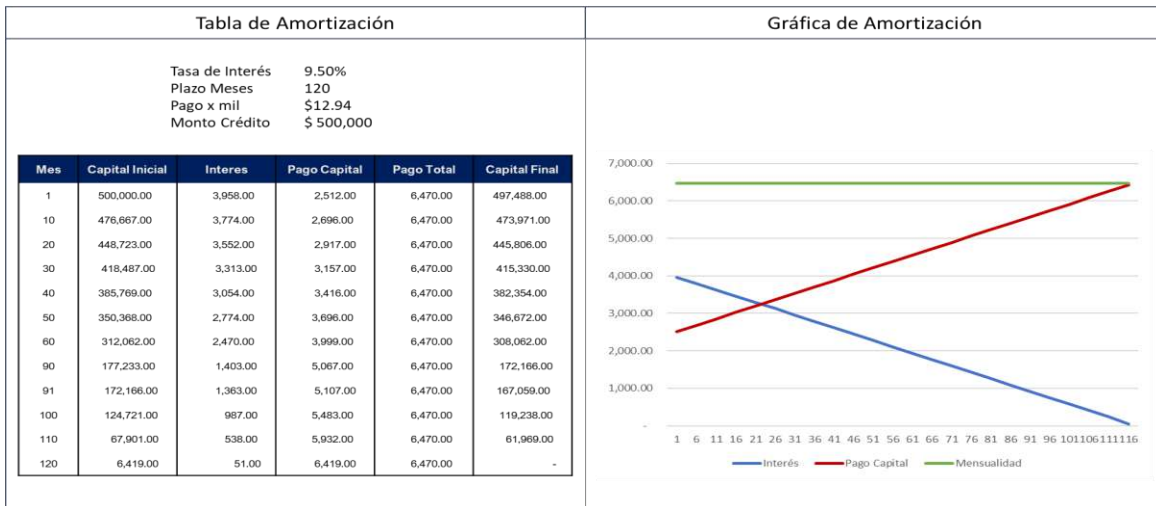 Tabla de Amortización
Tasa de Interés 9.50%
Plazo Meses 120
Pago x mil $12.94
Monto Crédito $ 500,000
Mes Capital Inicial Interes Pago Capital Pago Total Capital Final
1 500,000.00 3,958.00 2,512.00 6,470.00 497,488.00
10 476,667.00 3,774.00 2,696.00 6,470.00 473,971.00
20 448,723.00 3,552.00 2,917.00 6,470.00 445,806.00
30 418,487.00 3,313.00 3,157.00 6,470.00 415,330.00
40 385,769.00 3,054.00 3,416.00 6,470.00 382,354.00
50 350,368.00 2,774.00 3,696.00 6,470.00 346,672.00
60 312,062.00 2,470.00 3,999.00 6,470.00 308,062.00
90 177,233.00 1,403.00 5,067.00 6,470.00 172,166.00
91 172,166.00 1,363.00 5,107.00 6,470.00 167,059.00
100 124,721.00 987.00 5,483.00 6,470.00 119,238.00
110 67,901.00 538.00 5,932.00 6,470.00 61,969.00
120 6,419.00 51.00 6,419.00 6,470.00 -
Gráfica de Amortización
7,000.00
6,000.00
5,000.00
4,000.00
3,000.00
2,000.00
1,000.00
-
1 6 11 16 21 26 31 36 41 46 51 56 61 66 71 76 81 86 91 96 101106111116
Interés Pago Capital Mensualidad